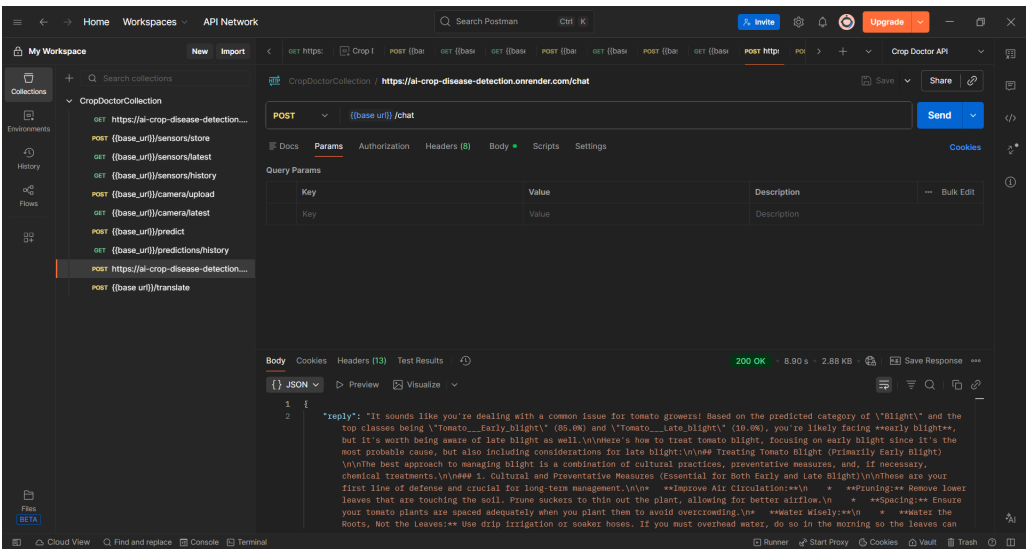 Home Workspaces API Network Search Postman Ctrl K Invite Upgrade
My Workspace New Import GET https: Crop I POST {{bas GET {{base GET {{base POST {{bas GET {{base POST {{bas GET {{base POST https POS Crop Doctor API
Collections
Environments
History
Flows
Files
BETA
Search collections
CropDoctorCollection
GET https://ai-crop-disease-detection....
POST {{base_url}}/sensors/store
GET {{base_url}}/sensors/latest
GET {{base_url}}/sensors/history
POST {{base_url}}/camera/upload
GET {{base_url}}/camera/latest
POST {{base_url}}/predict
GET {{base_url}}/predictions/history
POST https://ai-crop-disease-detection....
POST {{base url}}/translate
CropDoctorCollection / https://ai-crop-disease-detection.onrender.com/chat Save Share
POST {{base url}} /chat Send
Docs Params Authorization Headers (8) Body Scripts Settings Cookies
Query Params
Key Value Description Bulk Edit
Key Value Description
Body Cookies Headers (13) Test Results 200 OK 8.90 s 2.88 KB Save Response
{} JSON Preview Visualize
1 {
2 "reply": "It sounds like you're dealing with a common issue for tomato growers! Based on the predicted category of \"Blight\" and the
top classes being \"Tomato___Early_blight\" (85.0%) and \"Tomato___Late_blight\" (10.0%), you're likely facing **early blight**,
but it's worth being aware of late blight as well.\n\nHere's how to treat tomato blight, focusing on early blight since it's the
most probable cause, but also including considerations for late blight:\n\n## Treating Tomato Blight (Primarily Early Blight)
\n\nThe best approach to managing blight is a combination of cultural practices, preventative measures, and, if necessary,
chemical treatments.\n\n### 1. Cultural and Preventative Measures (Essential for Both Early and Late Blight)\n\nThese are your
first line of defense and crucial for long-term management.\n\n* **Improve Air Circulation:**\n * **Pruning:** Remove lower
leaves that are touching the soil. Prune suckers to thin out the plant, allowing for better airflow.\n * **Spacing:** Ensure
your tomato plants are spaced adequately when you plant them to avoid overcrowding.\n* **Water Wisely:**\n * **Water the
Roots, Not the Leaves:** Use drip irrigation or soaker hoses. If you must overhead water, do so in the morning so the leaves can
Cloud View Find and replace Console Terminal Runner Start Proxy Cookies Vault Trash